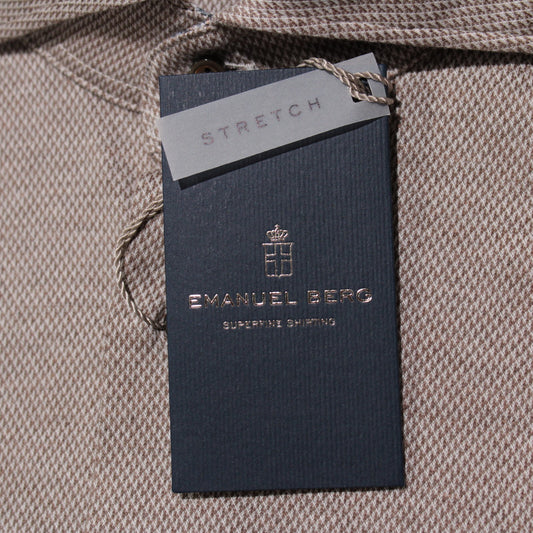 STRETCH
EMANUEL BERG
SUPERFINE SHIRTING